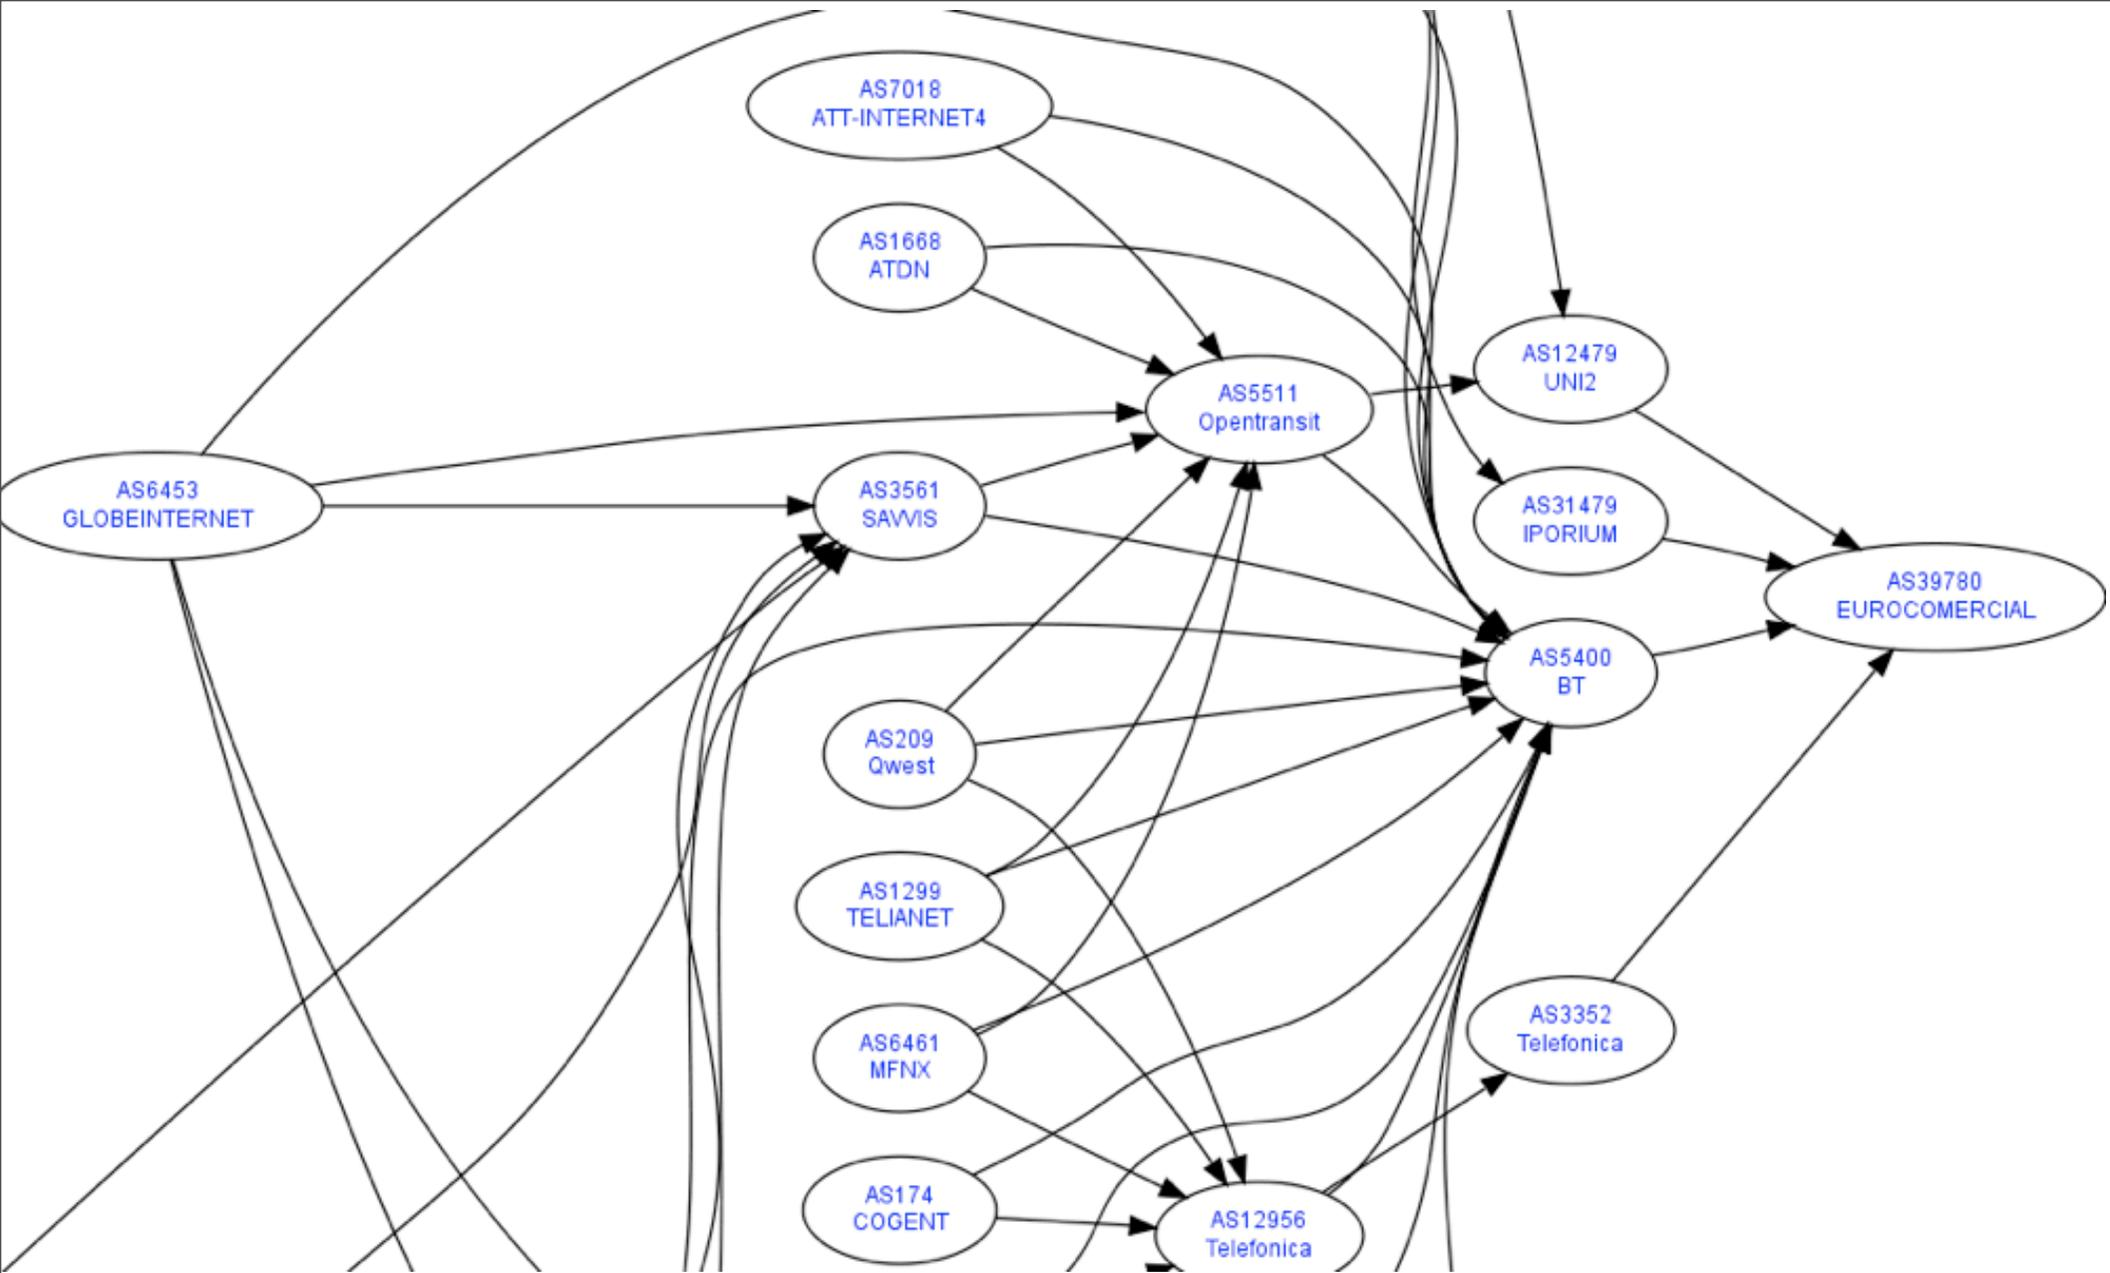 AS7018
ATT-INTERNET4
AS1668
ATDN
AS12479
UNI2
AS5511
Opentransit
AS6453
GLOBEINTERNET
AS3561
SAVVIS
AS31479
IPORIUM
AS39780
EUROCOMERCIAL
AS5400
BT
AS209
Qwest
AS1299
TELIANET
AS3352
Telefonica
AS6461
MFNX
AS174
COGENT
AS12956
Telefonica